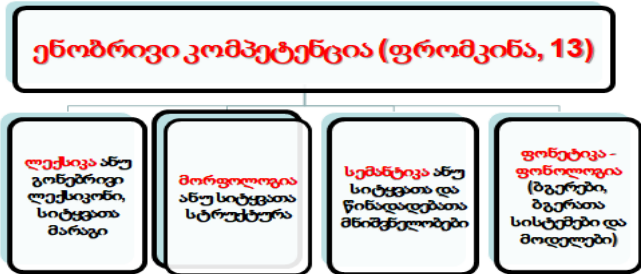 ენობრივი კომპეტენცია (ფრომკინა, 13)
ლექსიკა ანუ
გონებრივი
ლექსიკონი,
სიტყვათა
მარაგი
მორფოლოგია
ანუ სიტყვათა
სტრუქტურა
სემანტიკა ანუ
სიტყვათა და
წინადადებათა
მნიშვნელობები
ფონეტიკა -
ფონოლოგია
(ბგერები,
ბგერათა
სისტემები და
მოდელები)